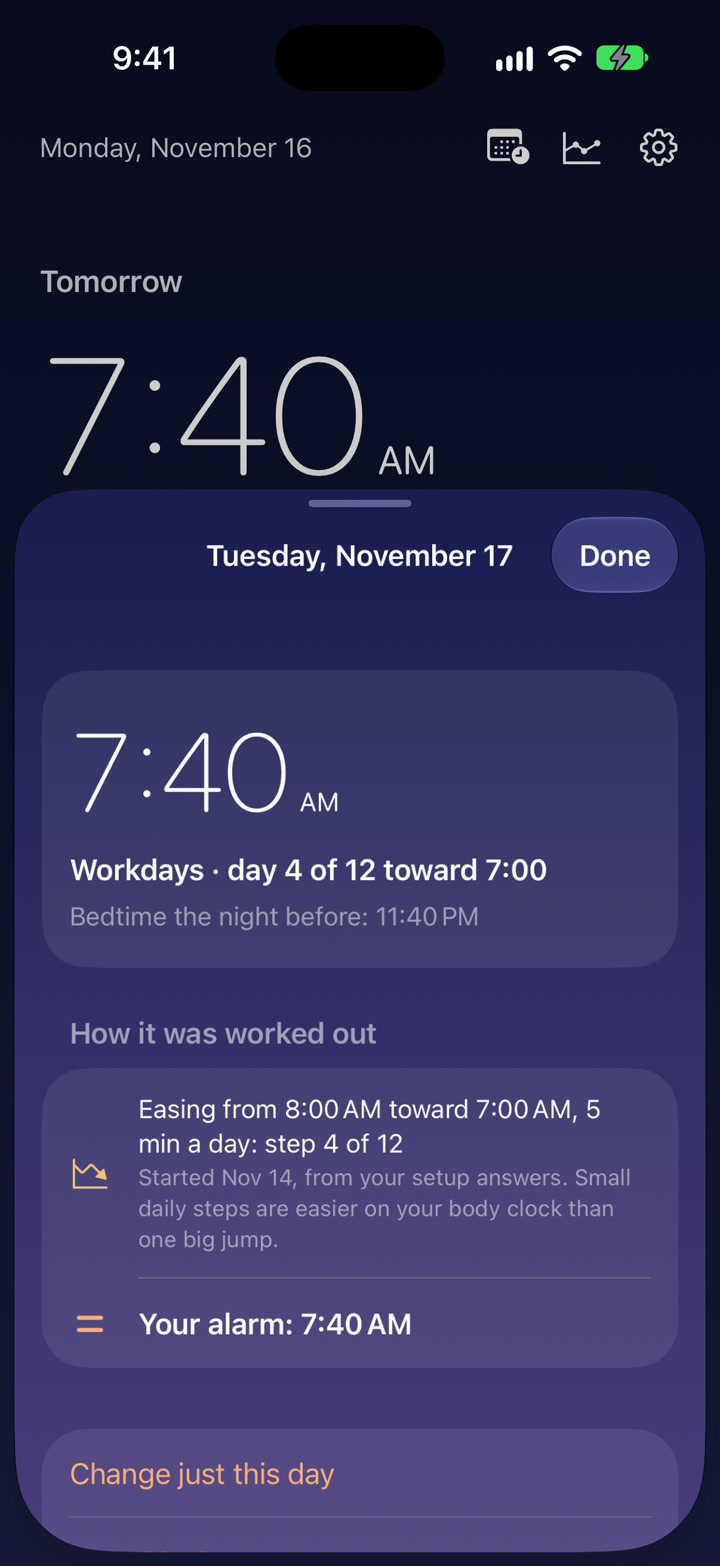 9:41
Monday, November 16
Tomorrow
7:40 AM
Tuesday, November 17
Done
7:40 AM
Workdays · day 4 of 12 toward 7:00
Bedtime the night before: 11:40 PM
How it was worked out
Easing from 8:00 AM toward 7:00 AM, 5
min a day: step 4 of 12
Started Nov 14, from your setup answers. Small
daily steps are easier on your body clock than
one big jump.
Your alarm: 7:40 AM
Change just this day